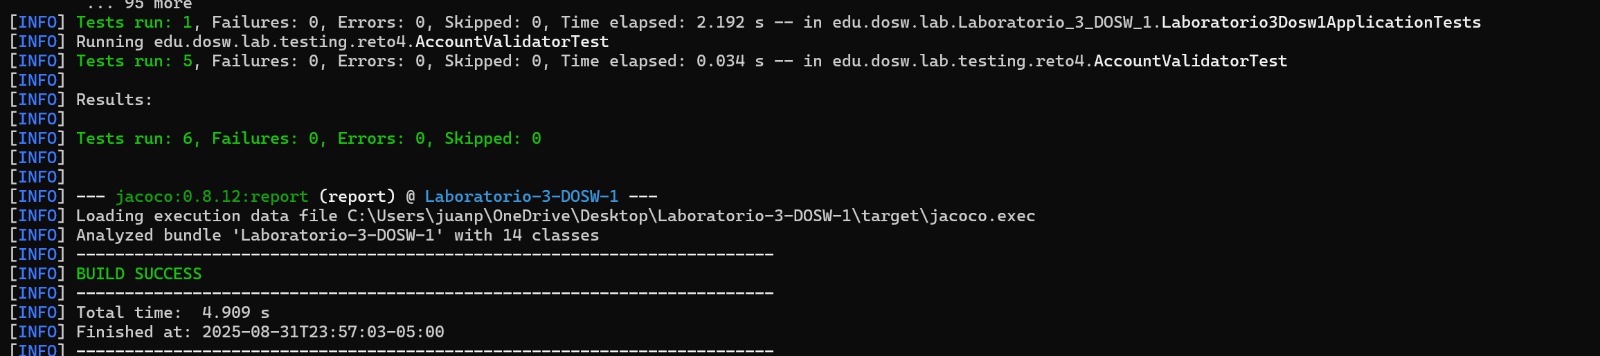 ... 95 more
[INFO] Tests run: 1, Failures: 0, Errors: 0, Skipped: 0, Time elapsed: 2.192 s -- in edu.dosw.lab.Laboratorio_3_DOSW_1.Laboratorio3Dosw1ApplicationTests
[INFO] Running edu.dosw.lab.testing.reto4.AccountValidatorTest
[INFO] Tests run: 5, Failures: 0, Errors: 0, Skipped: 0, Time elapsed: 0.034 s -- in edu.dosw.lab.testing.reto4.AccountValidatorTest
[INFO]
[INFO] Results:
[INFO]
[INFO] Tests run: 6, Failures: 0, Errors: 0, Skipped: 0
[INFO]
[INFO]
[INFO] --- jacoco:0.8.12:report (report) @ Laboratorio-3-DOSW-1 ---
[INFO] Loading execution data file C:\Users\juanp\OneDrive\Desktop\Laboratorio-3-DOSW-1\target\jacoco.exec
[INFO] Analyzed bundle 'Laboratorio-3-DOSW-1' with 14 classes
[INFO] ------------------------------------------------------------------------
[INFO] BUILD SUCCESS
[INFO] ------------------------------------------------------------------------
[INFO] Total time:  4.909 s
[INFO] Finished at: 2025-08-31T23:57:03-05:00
[INFO] ------------------------------------------------------------------------